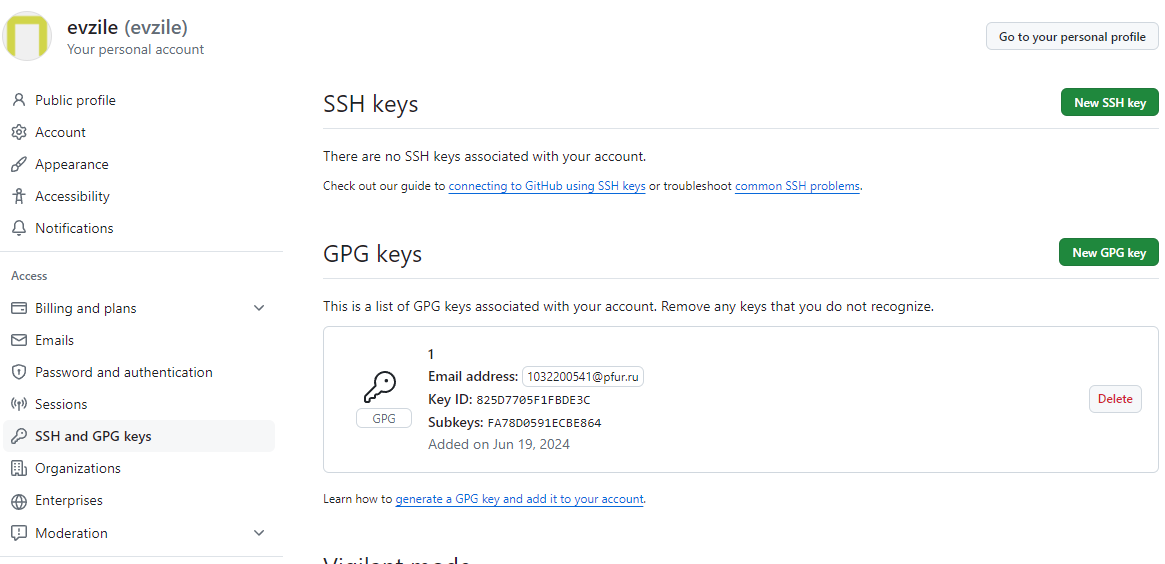 evzile (evzile)
Your personal account
Go to your personal profile
Public profile
Account
Appearance
Accessibility
Notifications
Access
Billing and plans
Emails
Password and authentication
Sessions
SSH and GPG keys
Organizations
Enterprises
Moderation
SSH keys
New SSH key
There are no SSH keys associated with your account.
Check out our guide to connecting to GitHub using SSH keys or troubleshoot common SSH problems.
GPG keys
New GPG key
This is a list of GPG keys associated with your account. Remove any keys that you do not recognize.
GPG
1
Email address: 1032200541@pfur.ru
Key ID: 825D7705F1FBDE3C
Subkeys: FA78D0591ECBE864
Added on Jun 19, 2024
Delete
Learn how to generate a GPG key and add it to your account.
Vigilant mode